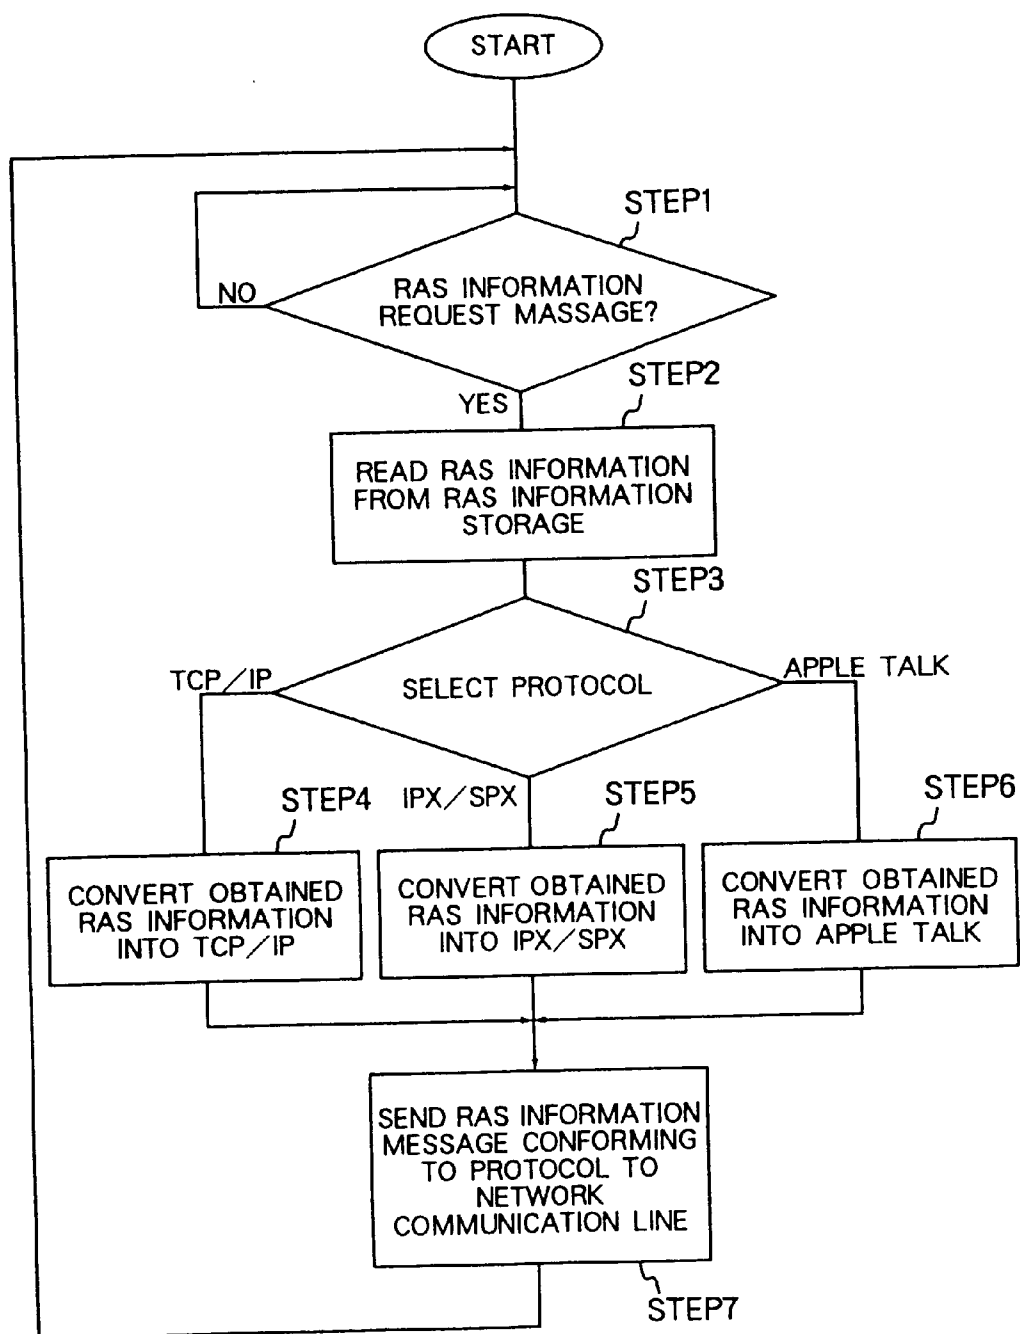 START
STEP1
RAS INFORMATION
REQUEST MASSAGE?
NO
STEP2
YES
READ RAS INFORMATION
FROM RAS INFORMATION
STORAGE
STEP3
TCP/IP
SELECT PROTOCOL
APPLE TALK
STEP4
IPX/SPX
STEP5
STEP6
CONVERT OBTAINED
RAS INFORMATION
INTO TCP/IP
CONVERT OBTAINED
RAS INFORMATION
INTO IPX/SPX
CONVERT OBTAINED
RAS INFORMATION
INTO APPLE TALK
SEND RAS INFORMATION
MESSAGE CONFORMING
TO PROTOCOL TO
NETWORK
COMMUNICATION LINE
STEP7